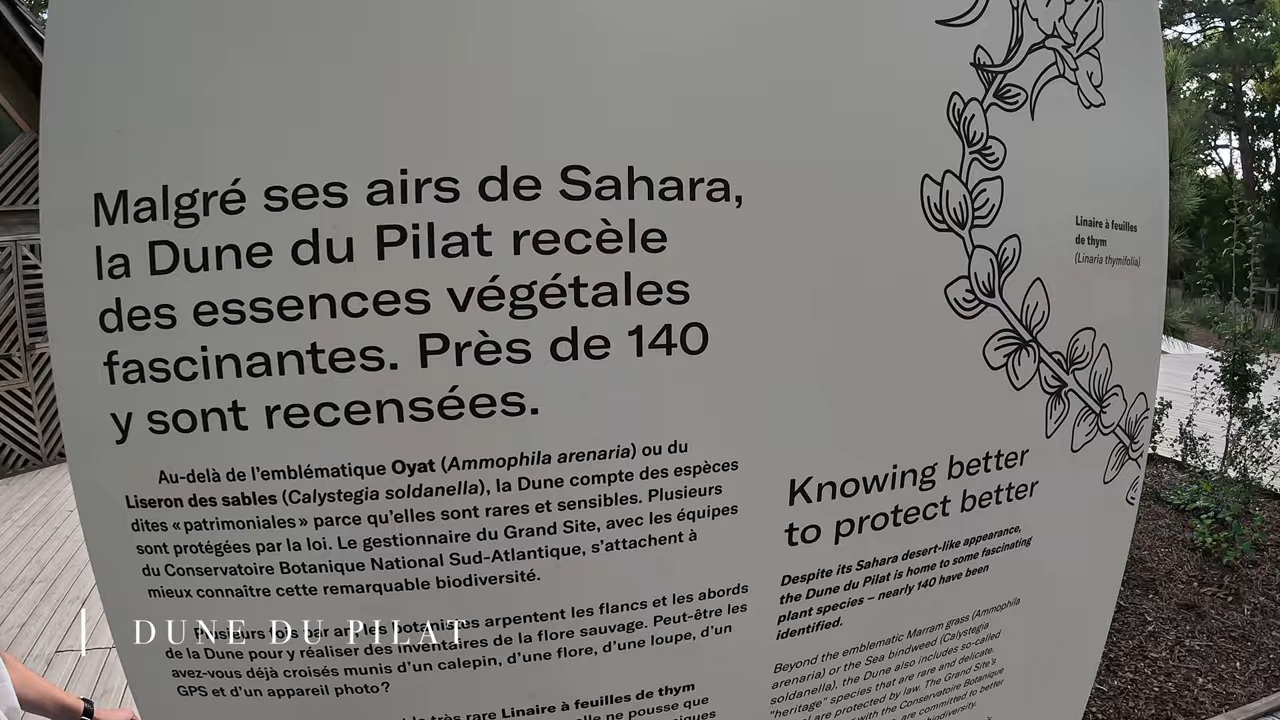 Malgré ses airs de Sahara,
la Dune du Pilat recèle
des essences végétales
fascinantes. Près de 140
y sont recensées.
Au-delà de l'emblématique Oyat (Ammophila arenaria) ou du
Liseron des sables (Calystegia soldanella), la Dune compte des espèces
dites « patrimoniales » parce qu'elles sont rares et sensibles. Plusieurs
sont protégées par la loi. Le gestionnaire du Grand Site, avec les équipes
du Conservatoire Botanique National Sud-Atlantique, s'attachent à
mieux connaître cette remarquable biodiversité.
Plusieurs fois par an, les botanistes arpentent les flancs et les abords
de la Dune pour y réaliser des inventaires de la flore sauvage. Peut-être les
avez-vous déjà croisés munis d'un calepin, d'une flore, d'une loupe, d'un
GPS et d'un appareil photo ?
très rare Linaire à feuilles de thym
elle ne pousse que
Linaire à feuilles
de thym
(Linaria thymifolia)
Knowing better
to protect better
Despite its Sahara desert-like appearance,
the Dune du Pilat is home to some fascinating
plant species – nearly 140 have been
identified.
Beyond the emblematic Marram grass (Ammophila
arenaria) or the Sea bindweed (Calystegia
soldanella), the Dune also includes so-called
"heritage" species that are rare and delicate.
are protected by law. The Grand Site's
with the Conservatoire Botanique
are committed to better
biodiversity.
DUNE DU PILAT